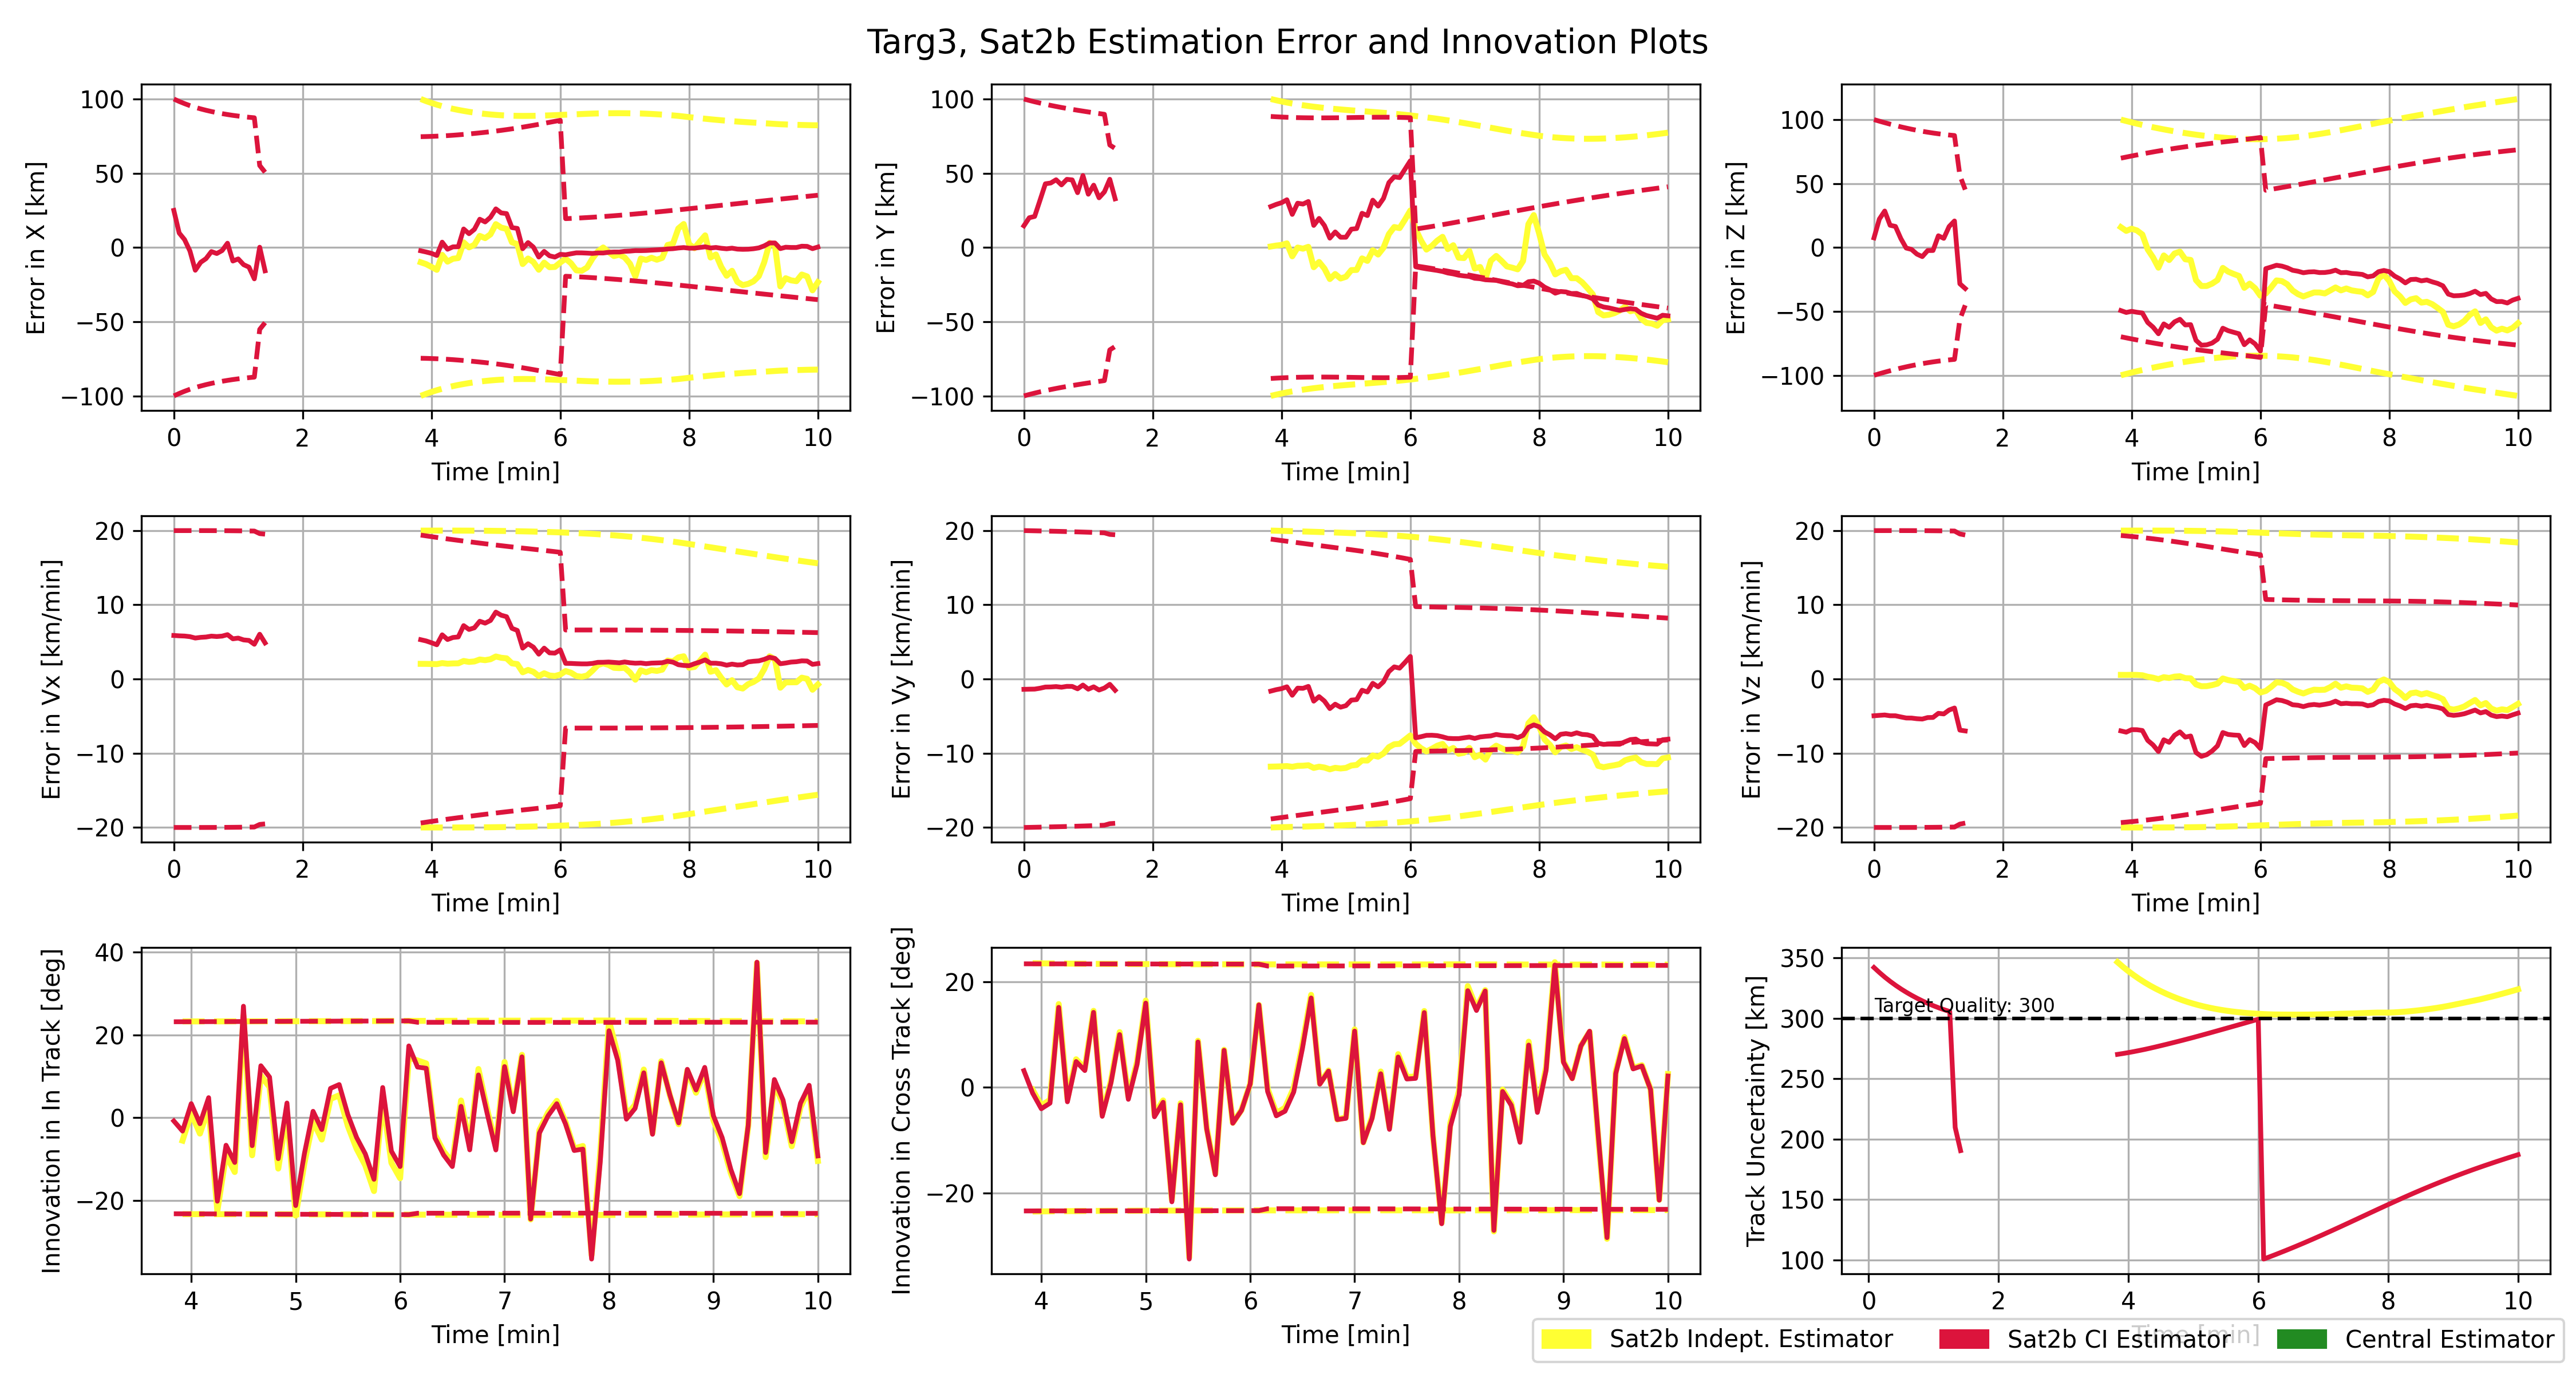 Targ3, Sat2b Estimation Error and Innovation Plots
Error in X [km]
100
50
0
−50
−100
0 2 4 6 8 10
Time [min]
Error in Y [km]
100
50
0
−50
−100
0 2 4 6 8 10
Time [min]
Error in Z [km]
100
50
0
−50
−100
0 2 4 6 8 10
Time [min]
Error in Vx [km/min]
20
10
0
−10
−20
0 2 4 6 8 10
Time [min]
Error in Vy [km/min]
20
10
0
−10
−20
0 2 4 6 8 10
Time [min]
Error in Vz [km/min]
20
10
0
−10
−20
0 2 4 6 8 10
Time [min]
Innovation in In Track [deg]
40
20
0
−20
4 5 6 7 8 9 10
Time [min]
Innovation in Cross Track [deg]
20
0
−20
4 5 6 7 8 9 10
Time [min]
Track Uncertainty [km]
350
300
250
200
150
100
Target Quality: 300
0 2 4 6 8 10
Time [min]
Sat2b Indept. Estimator
Sat2b CI Estimator
Central Estimator